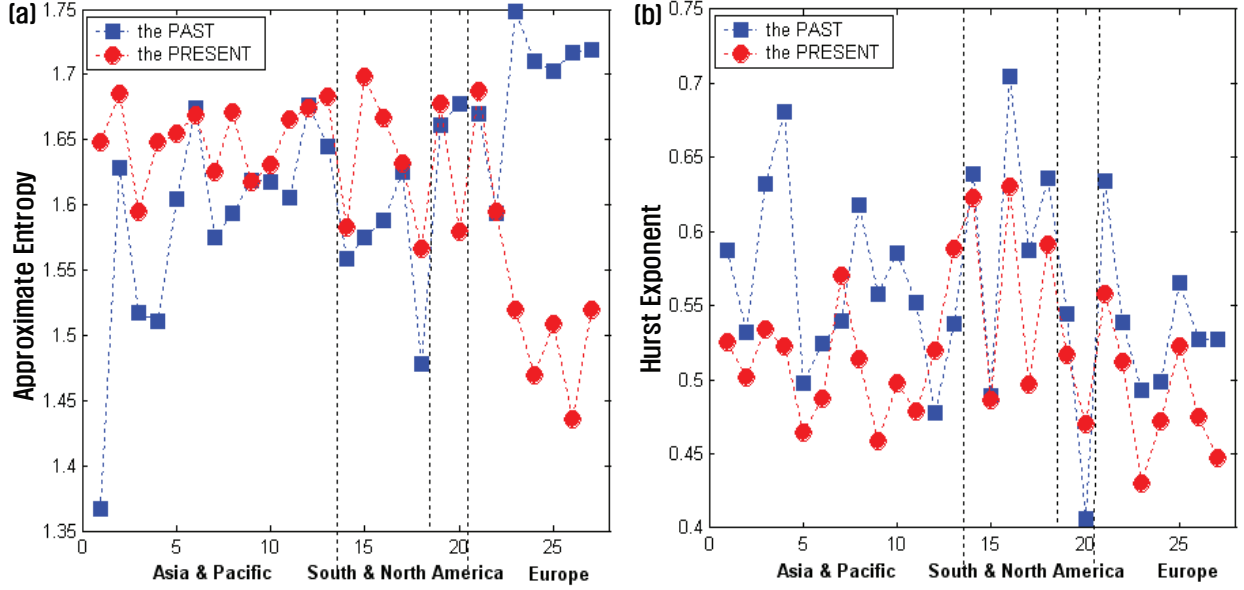 (a)
the PAST
the PRESENT
Approximate Entropy
1.75
1.7
1.65
1.6
1.55
1.5
1.45
1.4
1.35
0 5 10 15 20 25
Asia & Pacific South & North America Europe
(b)
the PAST
the PRESENT
Hurst Exponent
0.75
0.7
0.65
0.6
0.55
0.5
0.45
0.4
0 5 10 15 20 25
Asia & Pacific South & North America Europe